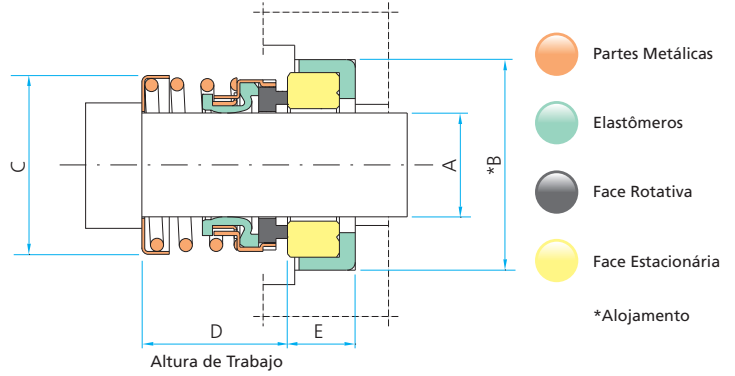 Partes Metálicas
Elastômeros
Face Rotativa
Face Estacionária
*Alojamento
C
A
*B
D
E
Altura de Trabajo